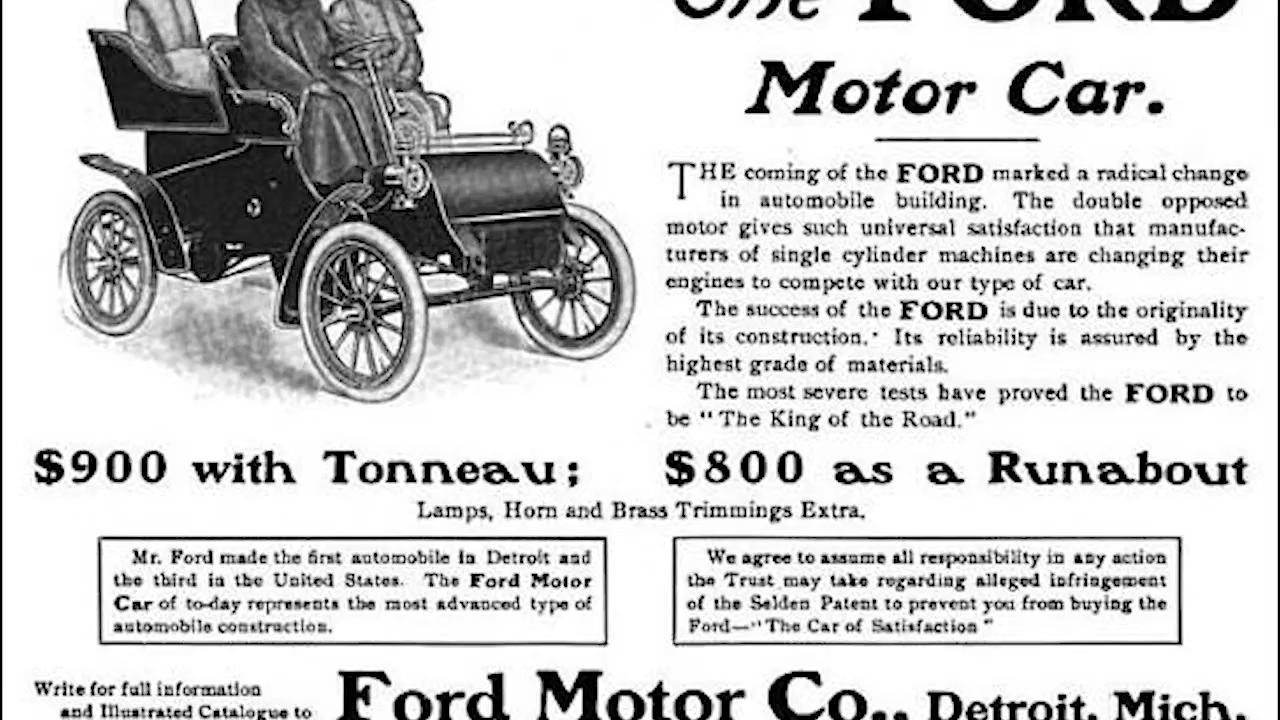 The FORD
Motor Car.
THE coming of the FORD marked a radical change
in automobile building. The double opposed
motor gives such universal satisfaction that manufac-
turers of single cylinder machines are changing their
engines to compete with our type of car.
The success of the FORD is due to the originality
of its construction. Its reliability is assured by the
highest grade of materials.
The most severe tests have proved the FORD to
be "The King of the Road."
$900 with Tonneau; $800 as a Runabout
Lamps, Horn and Brass Trimmings Extra.
Mr. Ford made the first automobile in Detroit and
the third in the United States. The Ford Motor
Car of to-day represents the most advanced type of
automobile construction.
We agree to assume all responsibility in any action
the Trust may take regarding alleged infringement
of the Selden Patent to prevent you from buying the
Ford—"The Car of Satisfaction"
Write for full information
and Illustrated Catalogue to
Ford Motor Co., Detroit, Mich.